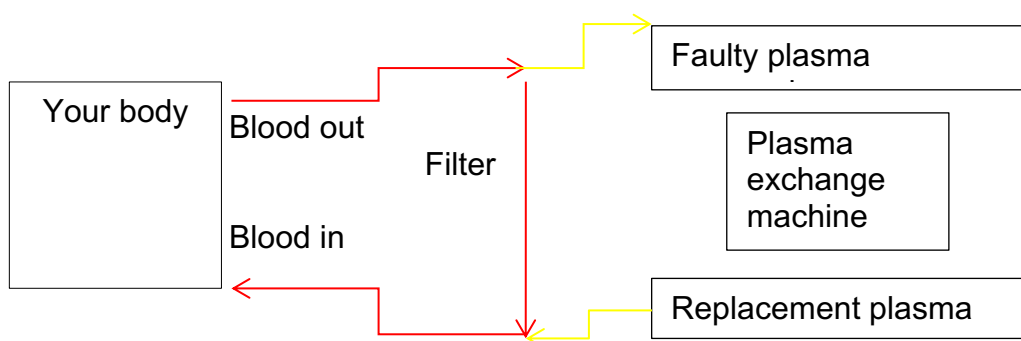 Faulty plasma
Your body
Blood out
Filter
Plasma
exchange
machine
Blood in
Replacement plasma